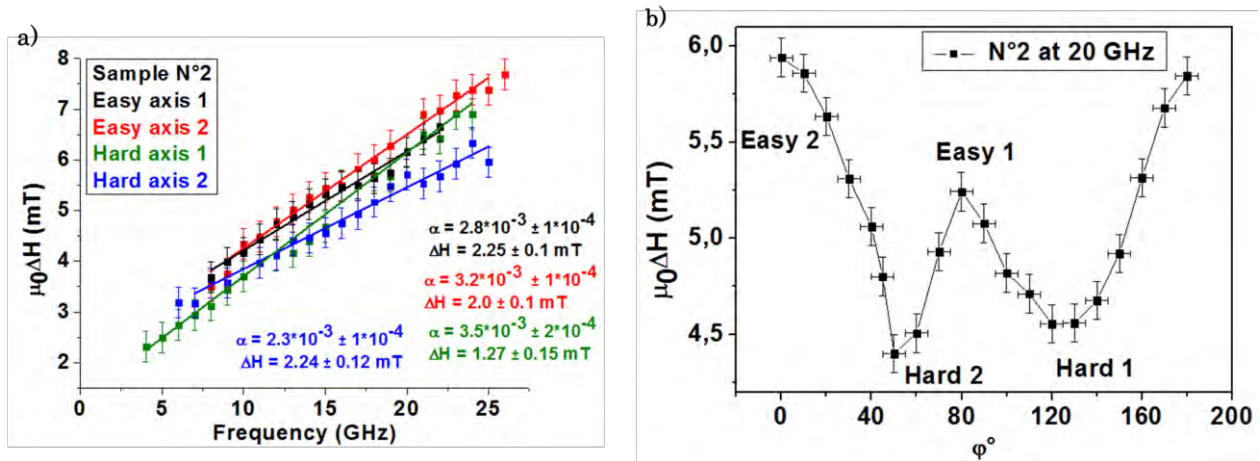 a)
Sample N°2
Easy axis 1
Easy axis 2
Hard axis 1
Hard axis 2
8
7
6
5
4
3
2
μ₀ΔH (mT)
α = 2.8*10⁻³ ± 1*10⁻⁴
ΔH = 2.25 ± 0.1 mT
α = 3.2*10⁻³ ± 1*10⁻⁴
ΔH = 2.0 ± 0.1 mT
α = 2.3*10⁻³ ± 1*10⁻⁴
ΔH = 2.24 ± 0.12 mT
α = 3.5*10⁻³ ± 2*10⁻⁴
ΔH = 1.27 ± 0.15 mT
0 5 10 15 20 25
Frequency (GHz)
b)
N°2 at 20 GHz
6,0
5,5
5,0
4,5
μ₀ΔH (mT)
Easy 2
Easy 1
Hard 2
Hard 1
0 40 80 120 160 200
φ°